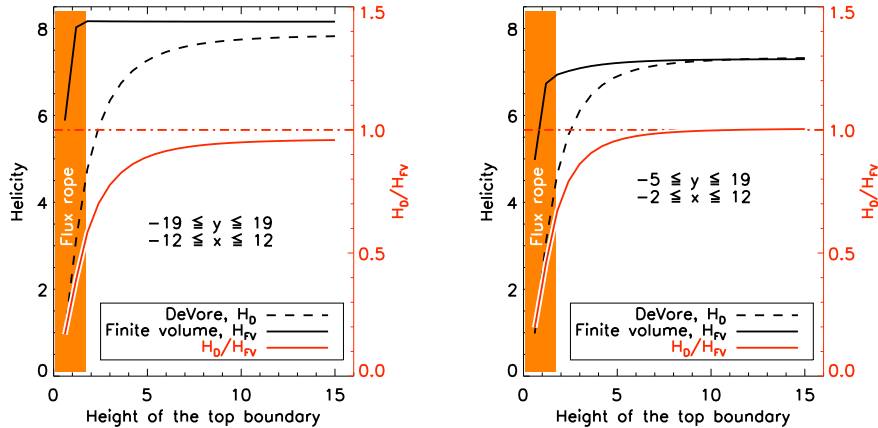 8
6
4
2
0
Helicity
Flux rope
1.5
1.0
0.5
0.0
H_D/H_FV
−19 ≦ y ≦ 19
−12 ≦ x ≦ 12
DeVore, H_D
Finite volume, H_FV
H_D/H_FV
0 5 10 15
Height of the top boundary
8
6
4
2
0
Helicity
Flux rope
1.5
1.0
0.5
0.0
H_D/H_FV
−5 ≦ y ≦ 19
−2 ≦ x ≦ 12
DeVore, H_D
Finite volume, H_FV
H_D/H_FV
0 5 10 15
Height of the top boundary